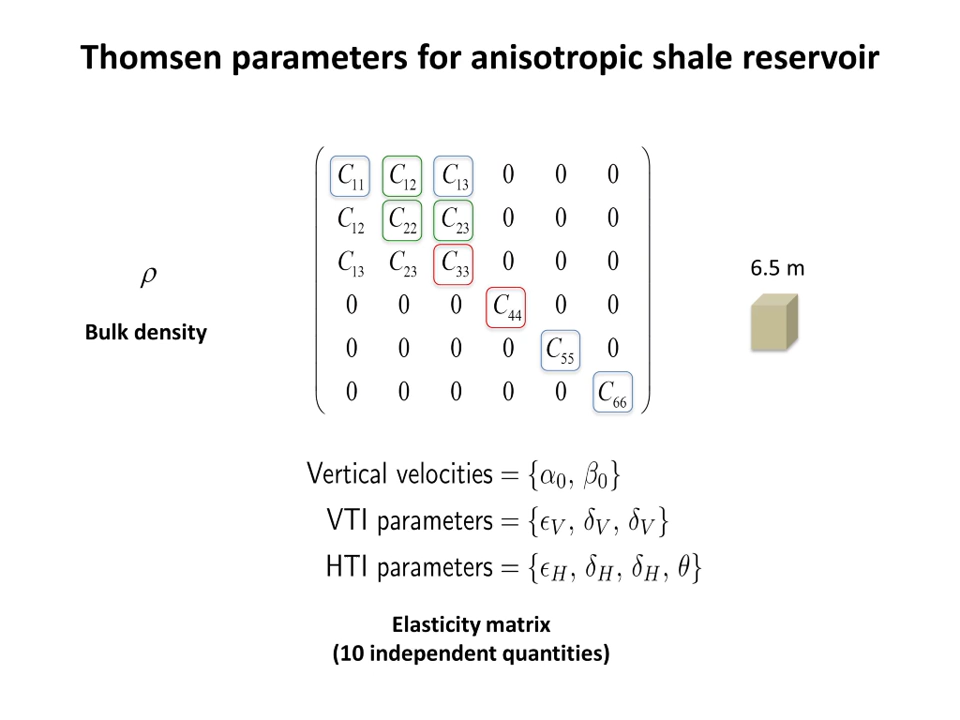 Thomsen parameters for anisotropic shale reservoir
C11 C12 C13 0 0 0
C12 C22 C23 0 0 0
C13 C23 C33 0 0 0
0 0 0 C44 0 0
0 0 0 0 C55 0
0 0 0 0 0 C66
ρ
Bulk density
6.5 m
Vertical velocities = {α0, β0}
VTI parameters = {ϵV, δV, δV}
HTI parameters = {ϵH, δH, δH, θ}
Elasticity matrix
(10 independent quantities)